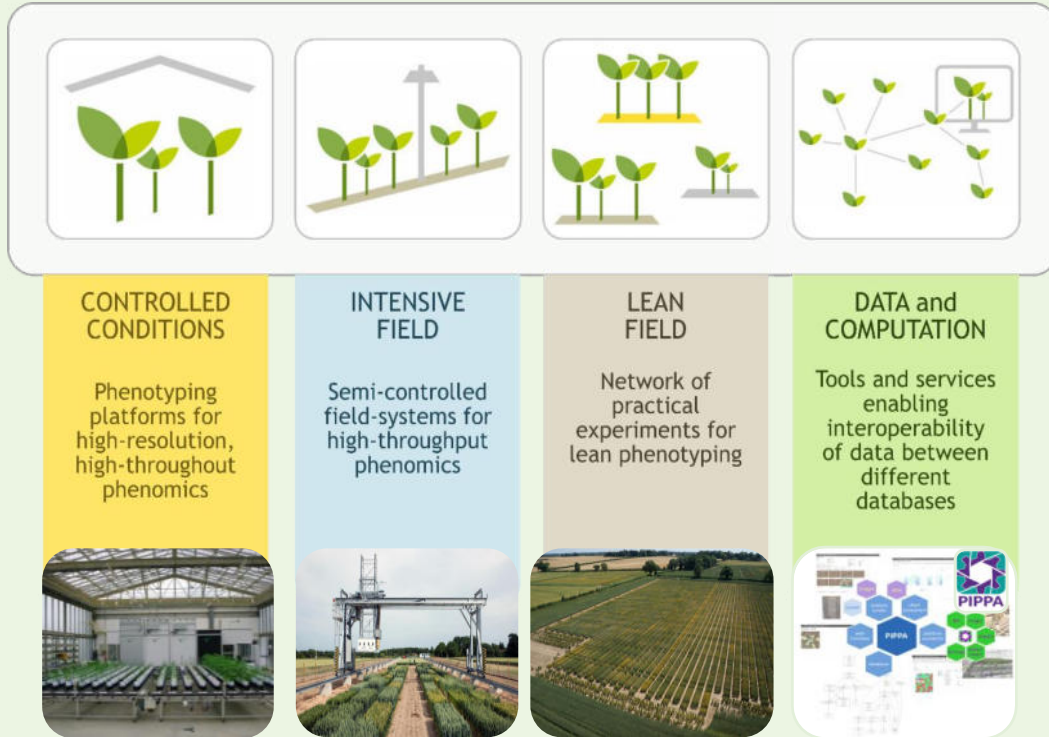 CONTROLLED
CONDITIONS
Phenotyping
platforms for
high-resolution,
high-throughout
phenomics
INTENSIVE
FIELD
Semi-controlled
field-systems for
high-throughput
phenomics
LEAN
FIELD
Network of
practical
experiments for
lean phenotyping
DATA and
COMPUTATION
Tools and services
enabling
interoperability
of data between
different
databases
PIPPA
PIPPA